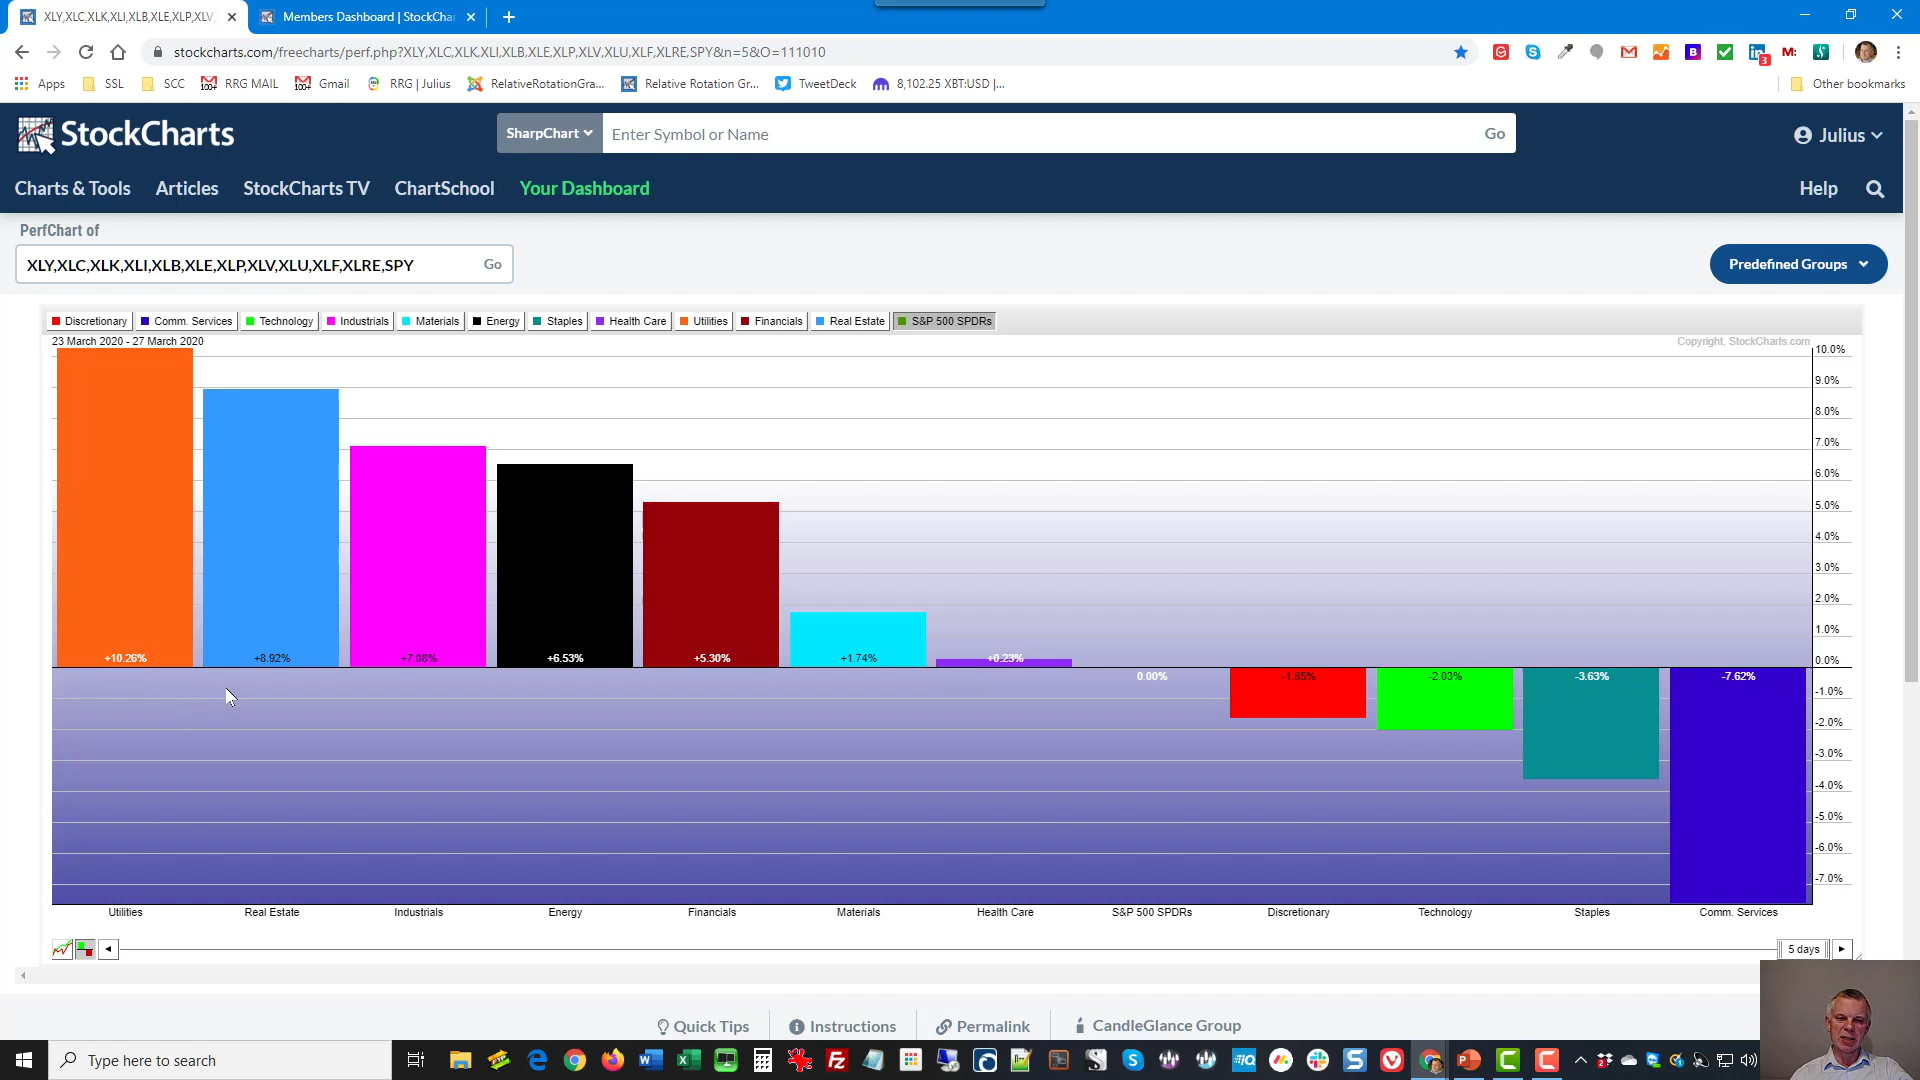 XLY,XLC,XLK,XLI,XLB,XLE,XLP,XLV,
Members Dashboard | StockChar
stockcharts.com/freecharts/perf.php?XLY,XLC,XLK,XLI,XLB,XLE,XLP,XLV,XLU,XLF,XLRE,SPY&n=5&O=111010
Apps SSL SCC RRG MAIL Gmail RRG | Julius RelativeRotationGra... Relative Rotation Gr... TweetDeck 8,102.25 XBT:USD |... Other bookmarks
StockCharts
SharpChart Enter Symbol or Name Go
Julius
Charts & Tools Articles StockCharts TV ChartSchool Your Dashboard Help
PerfChart of
XLY,XLC,XLK,XLI,XLB,XLE,XLP,XLV,XLU,XLF,XLRE,SPY Go
Predefined Groups
Discretionary Comm. Services Technology Industrials Materials Energy Staples Health Care Utilities Financials Real Estate S&P 500 SPDRs
23 March 2020 - 27 March 2020
Copyright, StockCharts.com
10.0%
9.0%
8.0%
7.0%
6.0%
5.0%
4.0%
3.0%
2.0%
1.0%
0.0%
-1.0%
-2.0%
-3.0%
-4.0%
-5.0%
-6.0%
-7.0%
+10.26% +8.92% +7.08% +6.53% +5.30% +1.74% +0.23%
0.00% -1.65% -2.03% -3.63% -7.62%
Utilities Real Estate Industrials Energy Financials Materials Health Care S&P 500 SPDRs Discretionary Technology Staples Comm. Services
5 days
Quick Tips Instructions Permalink CandleGlance Group
Type here to search